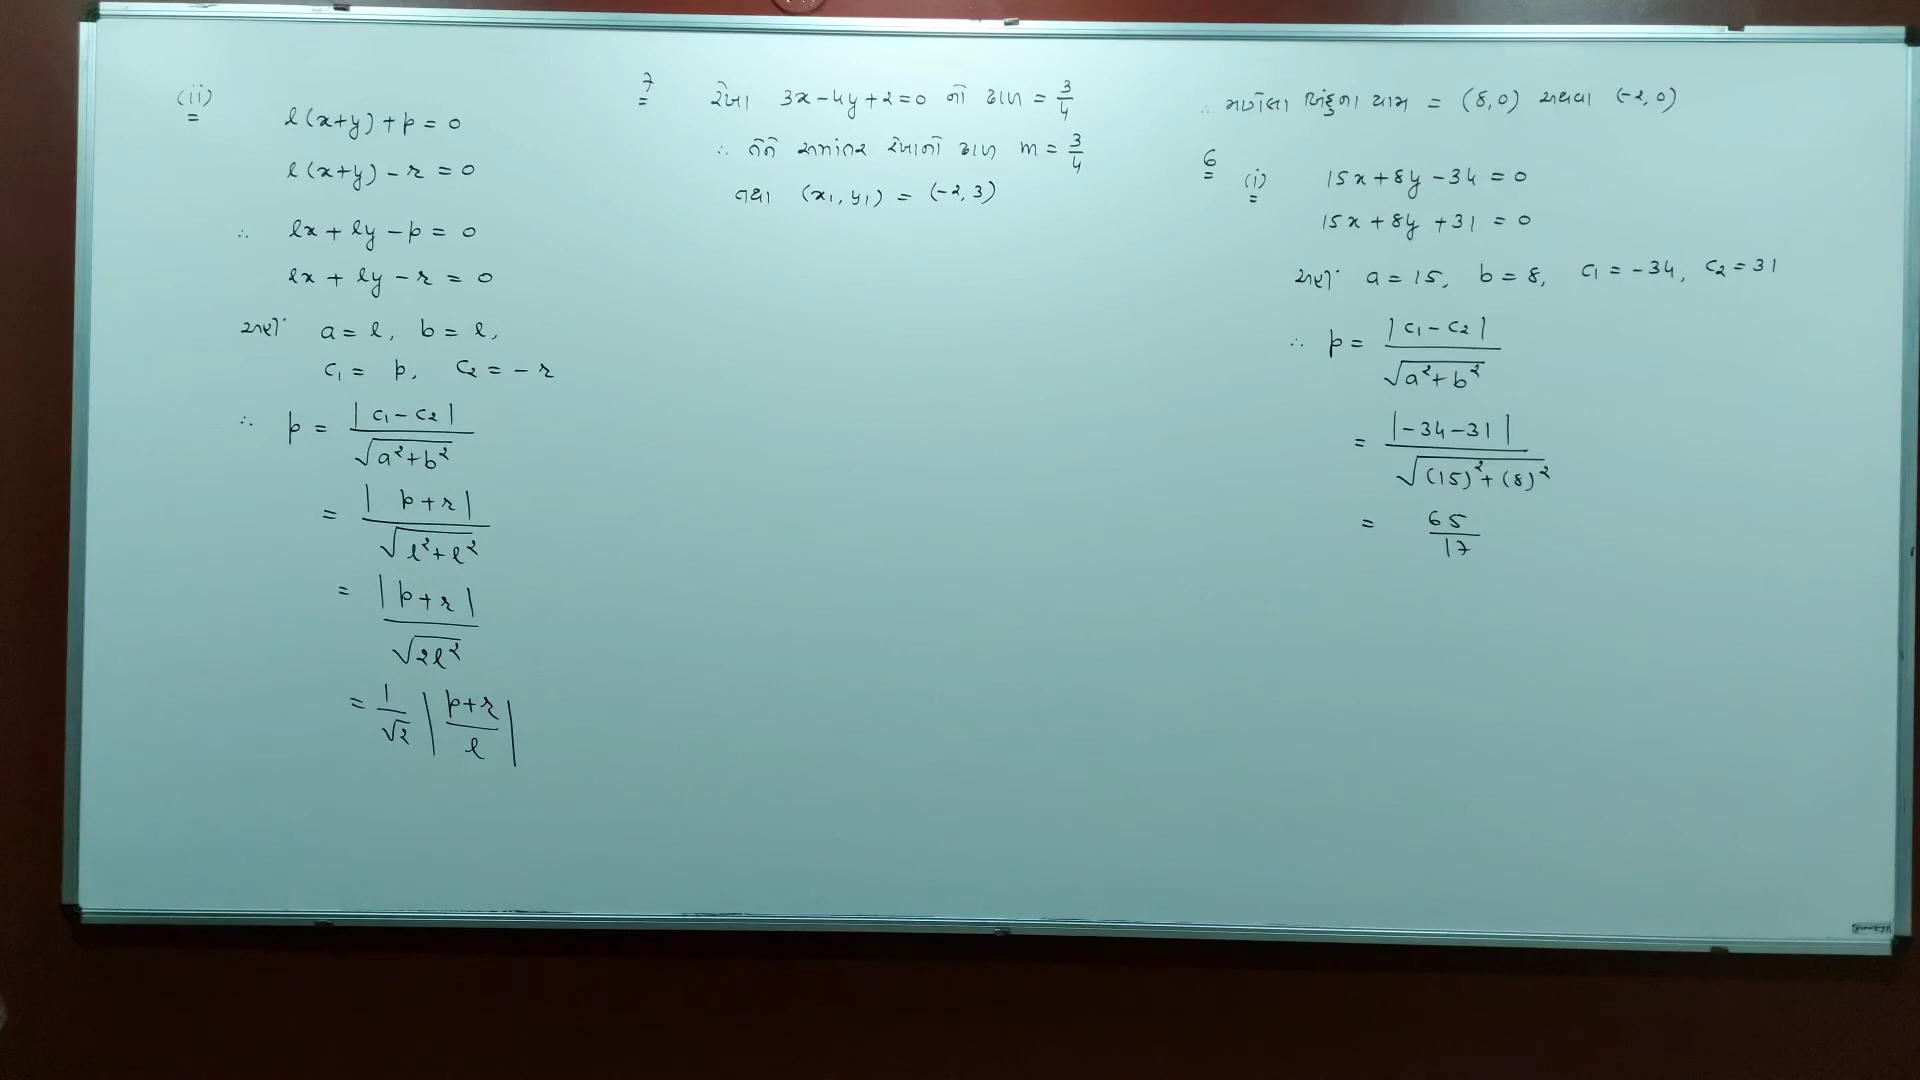 (ii)
l(x+y)+p = 0
l(x+y) - r = 0
∴ lx + ly - p = 0
lx + ly - r = 0
અહીં a = l, b = l,
c₁ = p, c₂ = - r
∴ p = |c₁ - c₂| / √(a²+b²)
= | p+r| / √(l²+l²)
= |p+r| / √(2l²)
= 1/√2 |(p+r)/l|
7 રેખા 3x - 4y + 2 = 0 નો ઢાળ = 3/4
∴ તેને સમાંતર રેખાનો ઢાળ m = 3/4
તથા (x₁, y₁) = (-2, 3)
∴ માગેલા બિંદુના યામ = (8, 0) અથવા (-2, 0)
6 (i) 15x + 8y - 34 = 0
15x + 8y + 31 = 0
અહીં a = 15, b = 8, c₁ = -34, c₂ = 31
∴ p = |c₁ - c₂| / √(a²+b²)
= |-34-31| / √((15)²+(8)²)
= 65/17